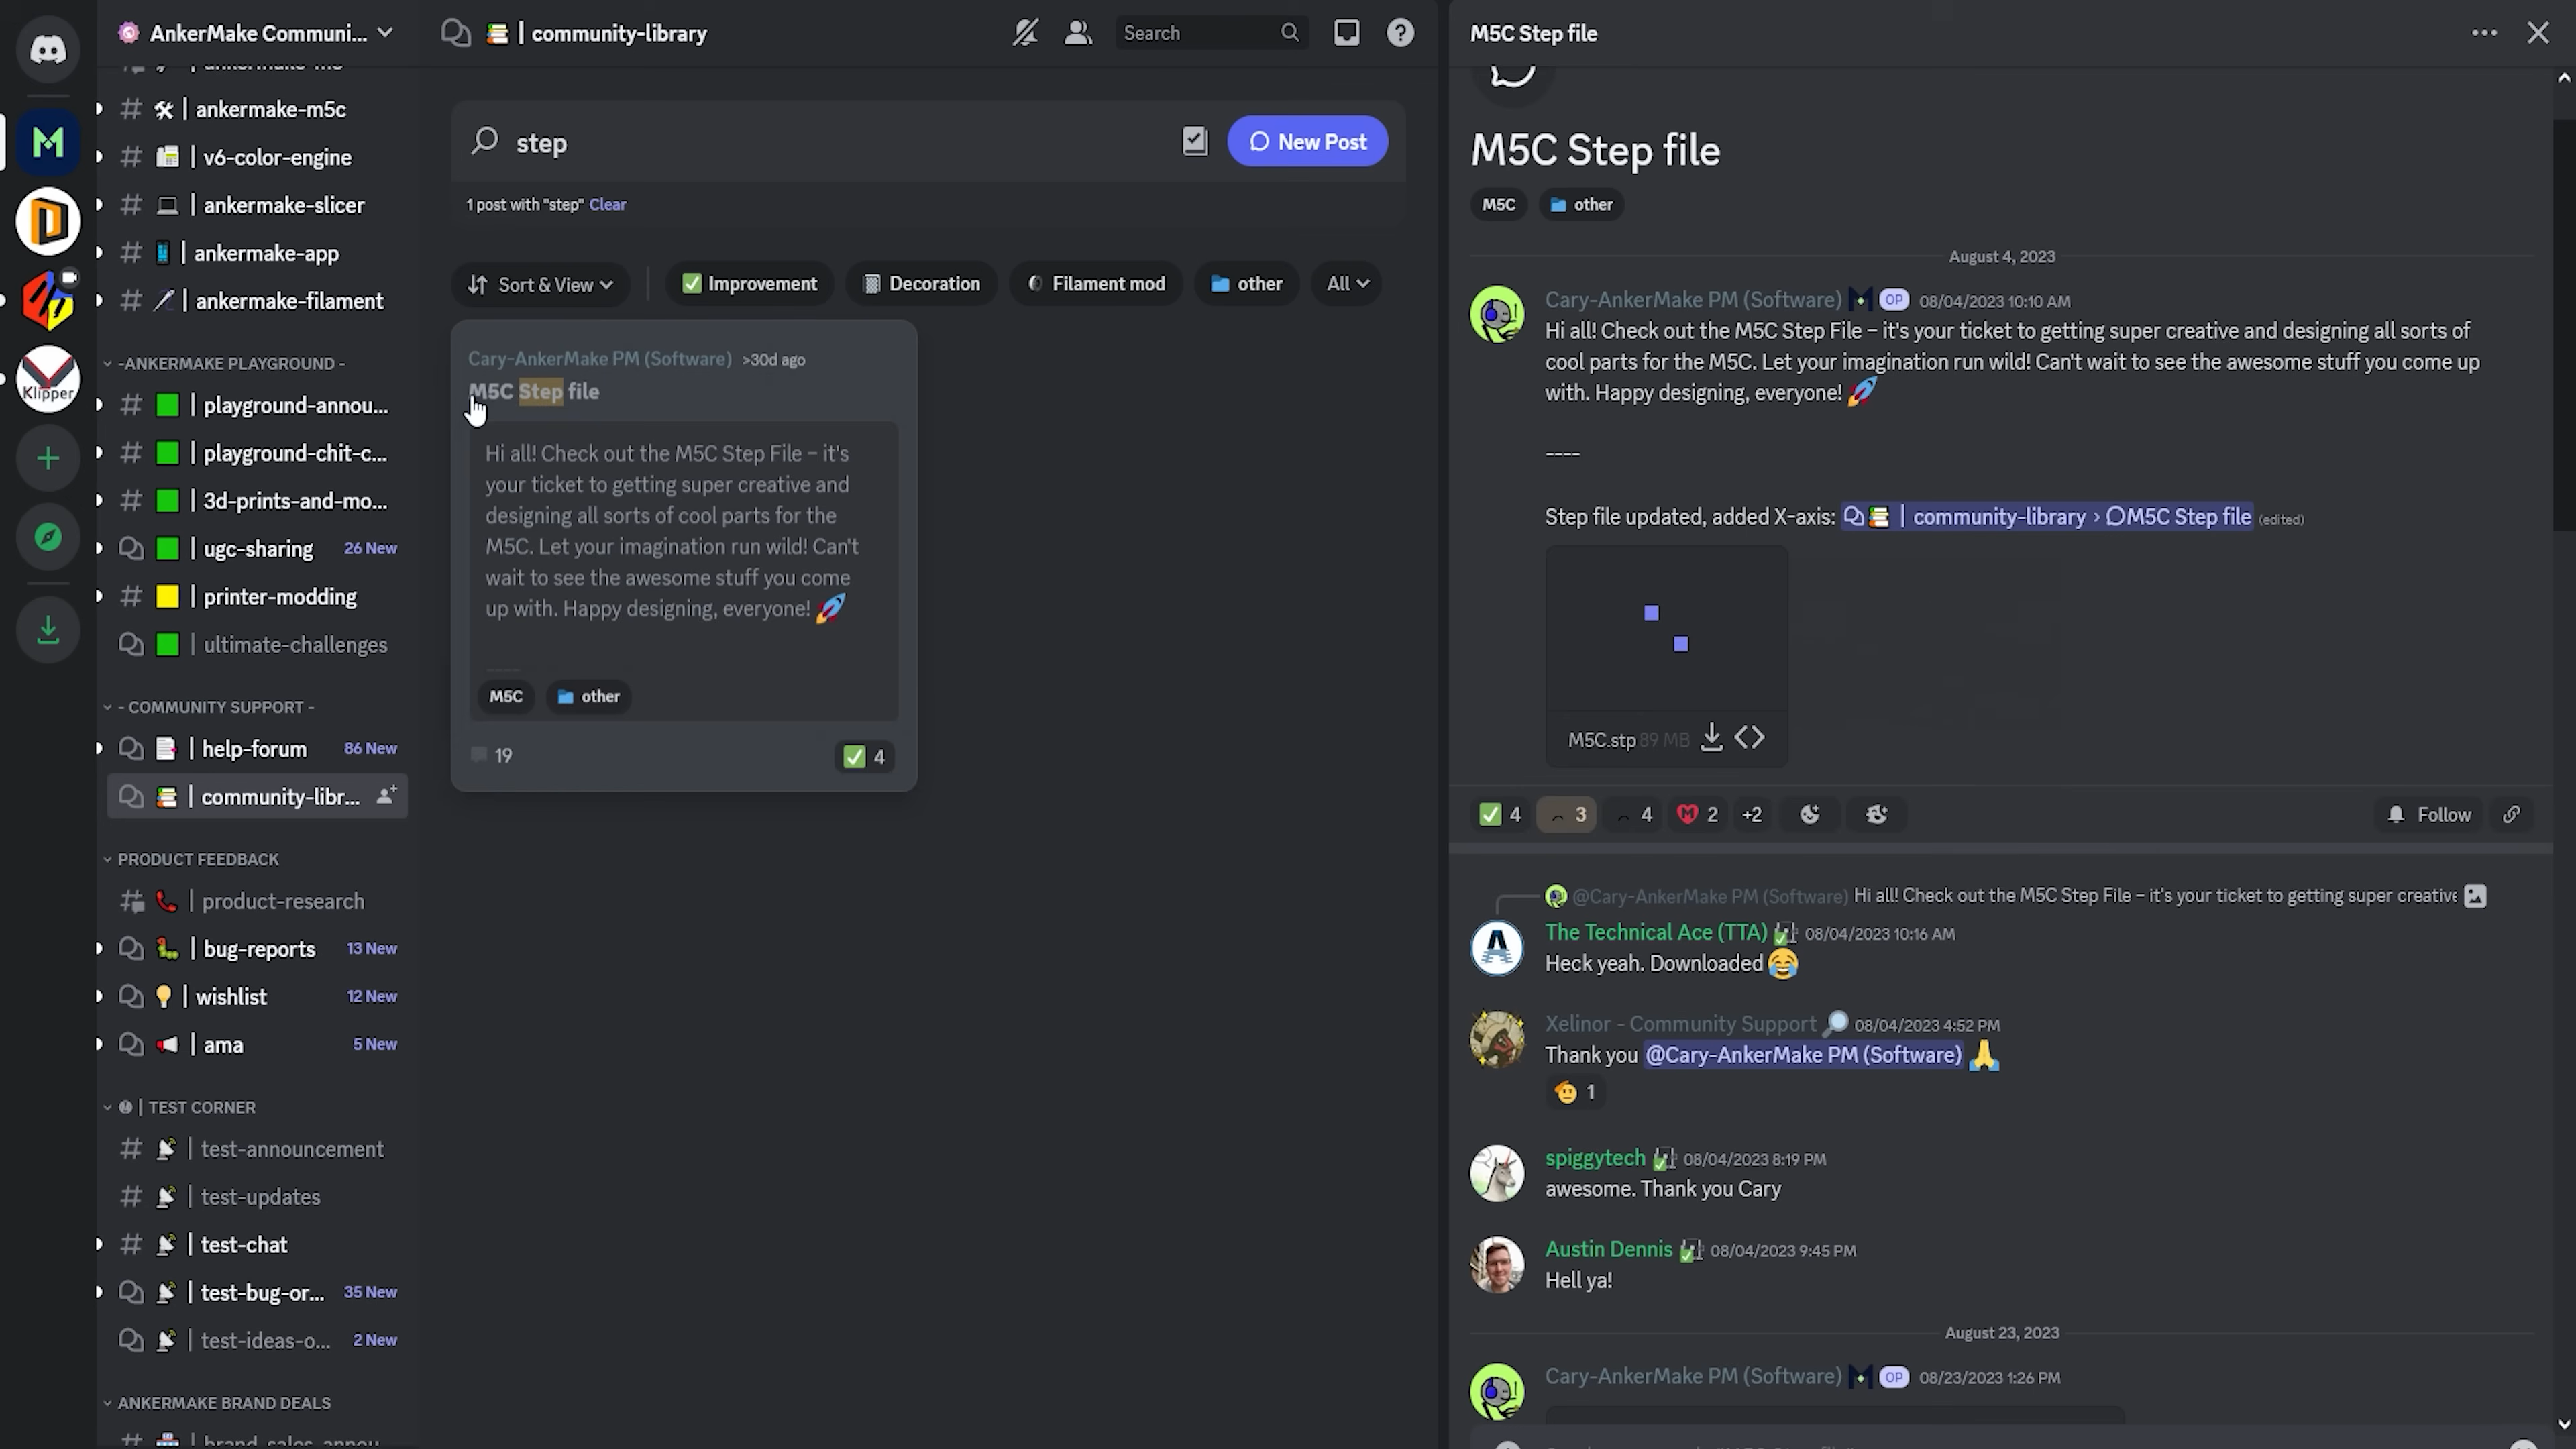 AnkerMake Communi...
ankermake-m5c
v6-color-engine
ankermake-slicer
ankermake-app
ankermake-filament
-ANKERMAKE PLAYGROUND -
playground-annou...
playground-chit-c...
3d-prints-and-mo...
ugc-sharing 26 New
printer-modding
ultimate-challenges
- COMMUNITY SUPPORT -
help-forum 86 New
community-libr...
PRODUCT FEEDBACK
product-research
bug-reports 13 New
wishlist 12 New
ama 5 New
TEST CORNER
test-announcement
test-updates
test-chat
test-bug-or... 35 New
test-ideas-o... 2 New
ANKERMAKE BRAND DEALS
Klipper
| community-library
Search
step
New Post
1 post with "step" Clear
Sort & View
Improvement
Decoration
Filament mod
other
All
Cary-AnkerMake PM (Software) >30d ago
M5C Step file
Hi all! Check out the M5C Step File – it's
your ticket to getting super creative and
designing all sorts of cool parts for the
M5C. Let your imagination run wild! Can't
wait to see the awesome stuff you come
up with. Happy designing, everyone! 🚀
----
M5C other
19
4
M5C Step file
M5C Step file
M5C other
August 4, 2023
Cary-AnkerMake PM (Software) OP 08/04/2023 10:10 AM
Hi all! Check out the M5C Step File – it's your ticket to getting super creative and designing all sorts of
cool parts for the M5C. Let your imagination run wild! Can't wait to see the awesome stuff you come up
with. Happy designing, everyone! 🚀
----
Step file updated, added X-axis: | community-library › M5C Step file (edited)
M5C.stp 89 MB
4 3 4 2 +2
Follow
@Cary-AnkerMake PM (Software) Hi all! Check out the M5C Step File – it's your ticket to getting super creative
The Technical Ace (TTA) 08/04/2023 10:16 AM
Heck yeah. Downloaded 😂
Xelinor - Community Support 08/04/2023 4:52 PM
Thank you @Cary-AnkerMake PM (Software) 🙏
1
spiggytech 08/04/2023 8:19 PM
awesome. Thank you Cary
Austin Dennis 08/04/2023 9:45 PM
Hell ya!
August 23, 2023
Cary-AnkerMake PM (Software) OP 08/23/2023 1:26 PM